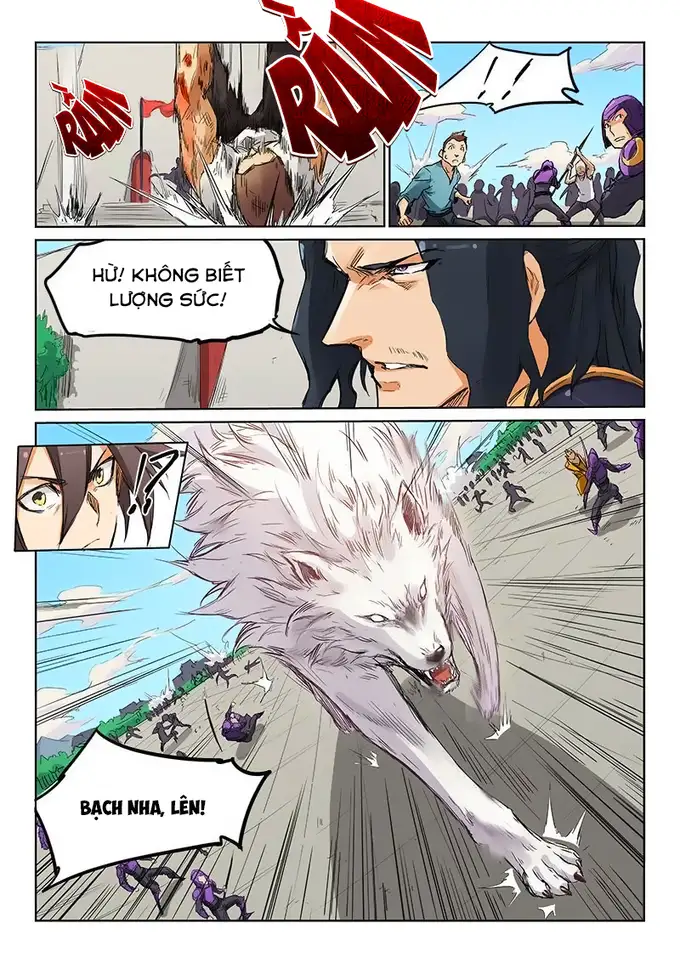 RẦM
RẦM
!!!
HỪ! KHÔNG BIẾT
LƯỢNG SỨC!
!?
BẠCH NHA, LÊN!